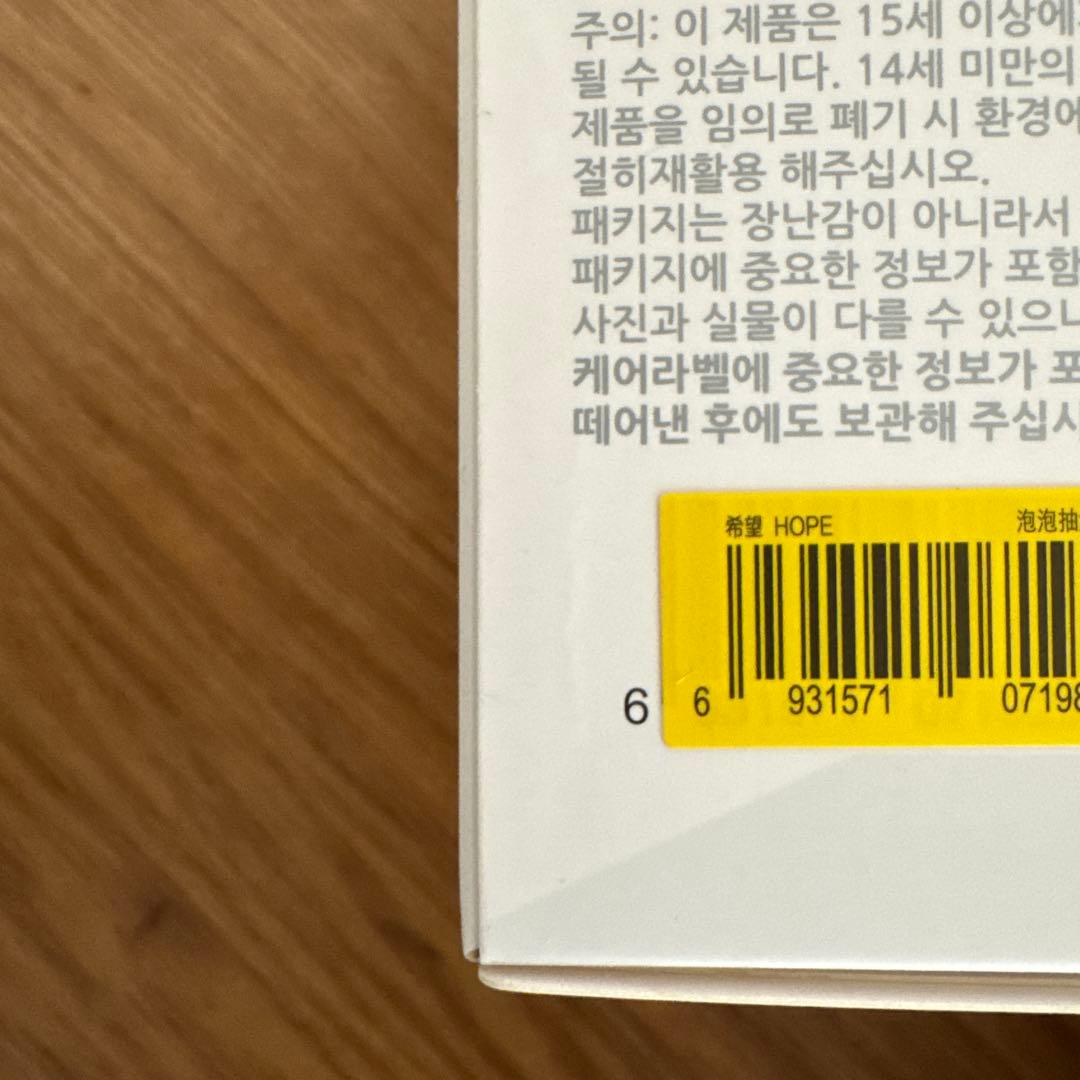 주의: 이 제품은 15세 이상에
될 수 있습니다. 14세 미만의
제품을 임의로 폐기 시 환경에
절히재활용 해주십시오.
패키지는 장난감이 아니라서
패키지에 중요한 정보가 포함
사진과 실물이 다를 수 있으니
케어라벨에 중요한 정보가 포
떼어낸 후에도 보관해 주십시
希望 HOPE 泡泡抽
6 6 931571 07198